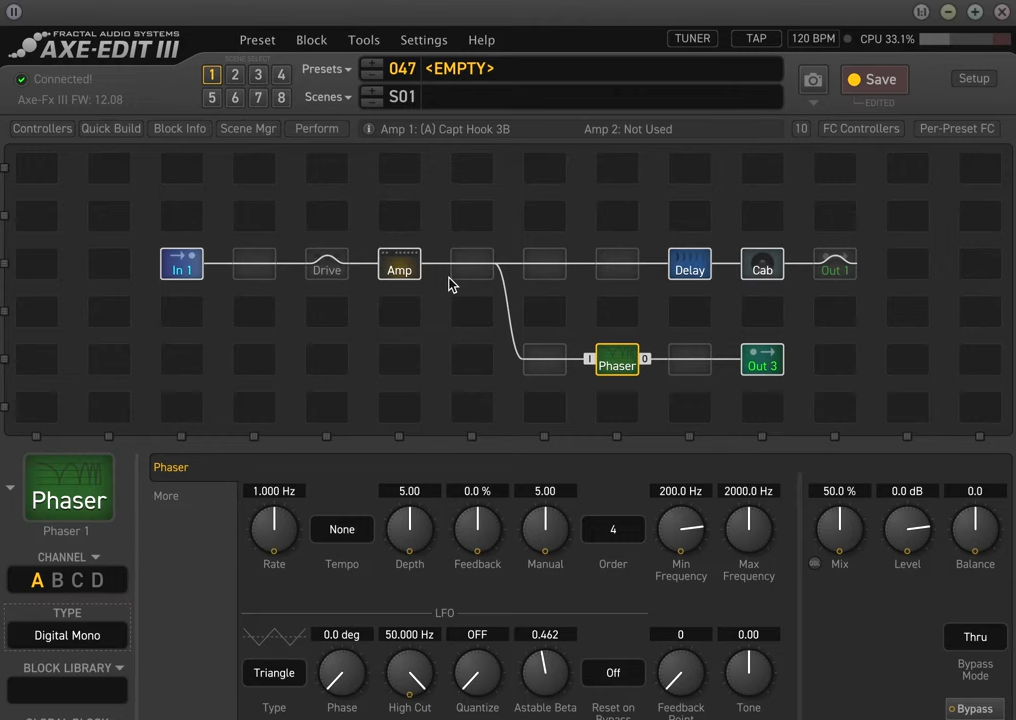 FRACTAL AUDIO SYSTEMS
AXE-EDIT III
Preset Block Tools Settings Help
TUNER TAP 120 BPM CPU 33.1%
Connected!
Axe-Fx III FW: 12.08
SCENE SELECT
1 2 3 4
5 6 7 8
Presets 047 <EMPTY>
Scenes S01
Save
EDITED
Setup
Controllers Quick Build Block Info Scene Mgr Perform Amp 1: (A) Capt Hook 3B Amp 2: Not Used 10 FC Controllers Per-Preset FC
In 1 Drive Amp Delay Cab Out 1
I Phaser O Out 3
Phaser
Phaser 1
CHANNEL
A B C D
TYPE
Digital Mono
BLOCK LIBRARY
Phaser
More
1.000 Hz 5.00 0.0 % 5.00 200.0 Hz 2000.0 Hz 50.0 % 0.0 dB 0.0
None 4
Rate Tempo Depth Feedback Manual Order Min Frequency Max Frequency Mix Level Balance
LFO
0.0 deg 50.000 Hz OFF 0.462 0 0.00
Triangle Off
Type Phase High Cut Quantize Astable Beta Reset on Bypass Feedback Point Tone
Thru
Bypass Mode
Bypass